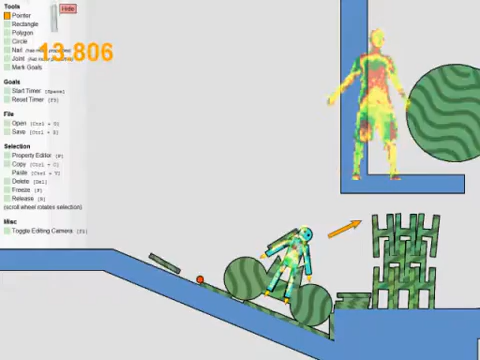 Tools
Hide
Pointer
Rectangle
Polygon
Circle
Nail
Joint
Mark Goals
13.806
Goals
Start Timer [Space]
Reset Timer
File
Open [Ctrl + O]
Save [Ctrl + S]
Selection
Property Editor [P]
Copy [Ctrl + C]
Paste [Ctrl + V]
Delete [Del]
Freeze [F]
Release [R]
(scroll wheel rotates selection)
Misc
Toggle Editing Camera